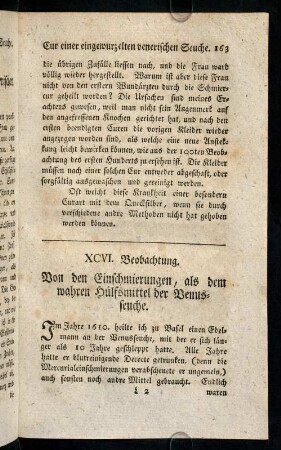 Cur einer eingewurzelten venerischen Seuche. 163
die übrigen Zufälle liessen nach, und die Frau ward
völlig wieder hergestellt. Warum ist aber diese Frau
nicht von den erstern Wundärzten durch die Schmier-
cur geheilt worden? Die Ursachen sind meines Er-
achtens gewesen, weil man nicht sein Augenmerk auf
den angefressenen Knochen gerichtet hat, und nach den
ersten beendigten Curen die vorigen Kleider wieder
angezogen worden sind, als welche eine neue Anste-
kung leicht bewirken können, wie aus der 100ten Beob-
achtung des ersten Hunderts zu ersehen ist. Die Kleider
müssen nach einer solchen Cur entweder abgeschaft, oder
sorgfältig ausgewaschen und gereiniget werden.
Oft weicht diese Krankheit einer besondern
Curart mit dem Quecksilber, wenn sie durch
verschiedene andre Methoden nicht hat gehoben
werden können.
XCVI. Beobachtung.
Von den Einschmierungen, als dem
wahren Hülfsmittel der Venus-
seuche.
Im Jahre 1610. heilte ich zu Basel einen Edel-
mann an der Venusseuche, mit der er sich län-
ger als 10 Jahre geschleppt hatte. Alle Jahre
hatte er blutreinigende Decocte getrunken, (denn die
Mercurialeinschmierungen verabscheuete er ungemein,)
auch sonsten noch andre Mittel gebraucht. Endlich
L 2 waren